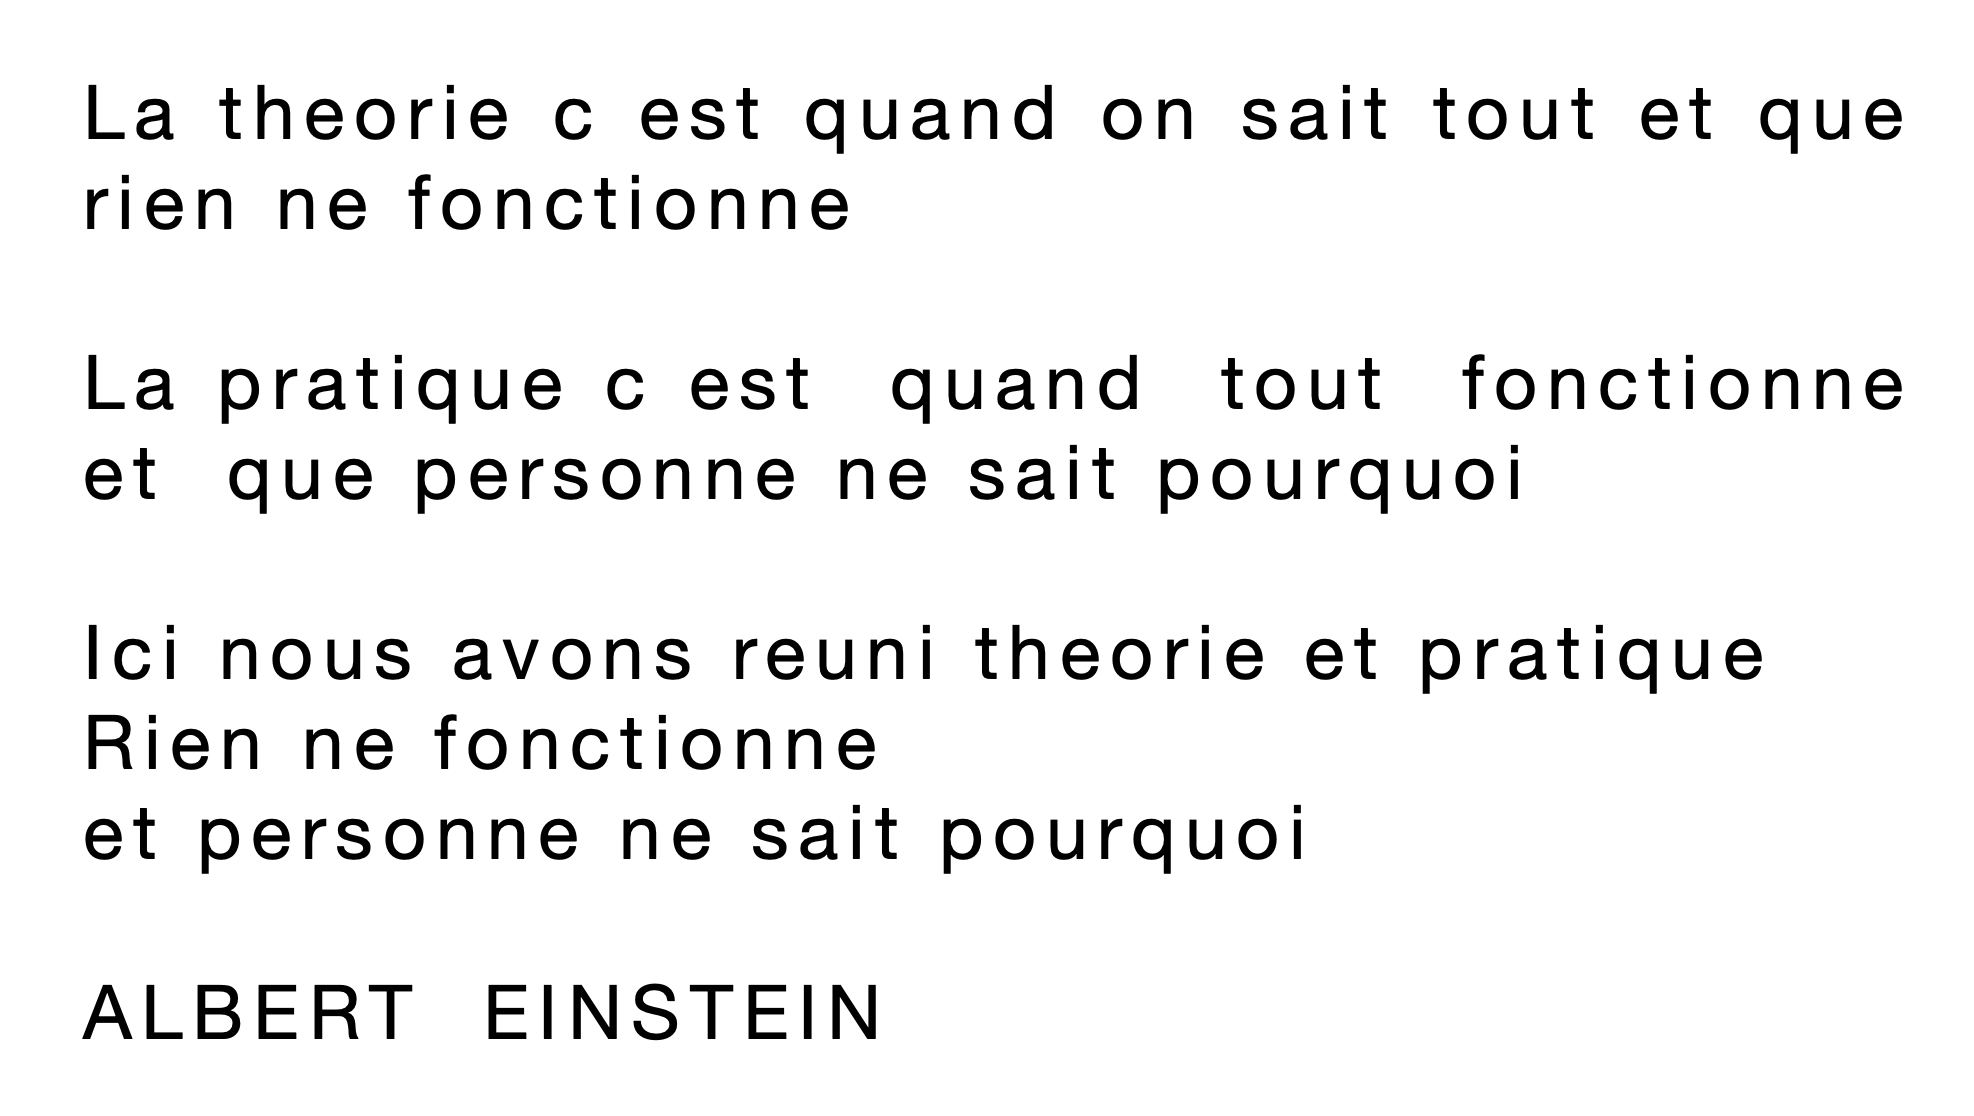 La theorie c est quand on sait tout et que
rien ne fonctionne
La pratique c est quand tout fonctionne
et que personne ne sait pourquoi
Ici nous avons reuni theorie et pratique
Rien ne fonctionne
et personne ne sait pourquoi
ALBERT EINSTEIN